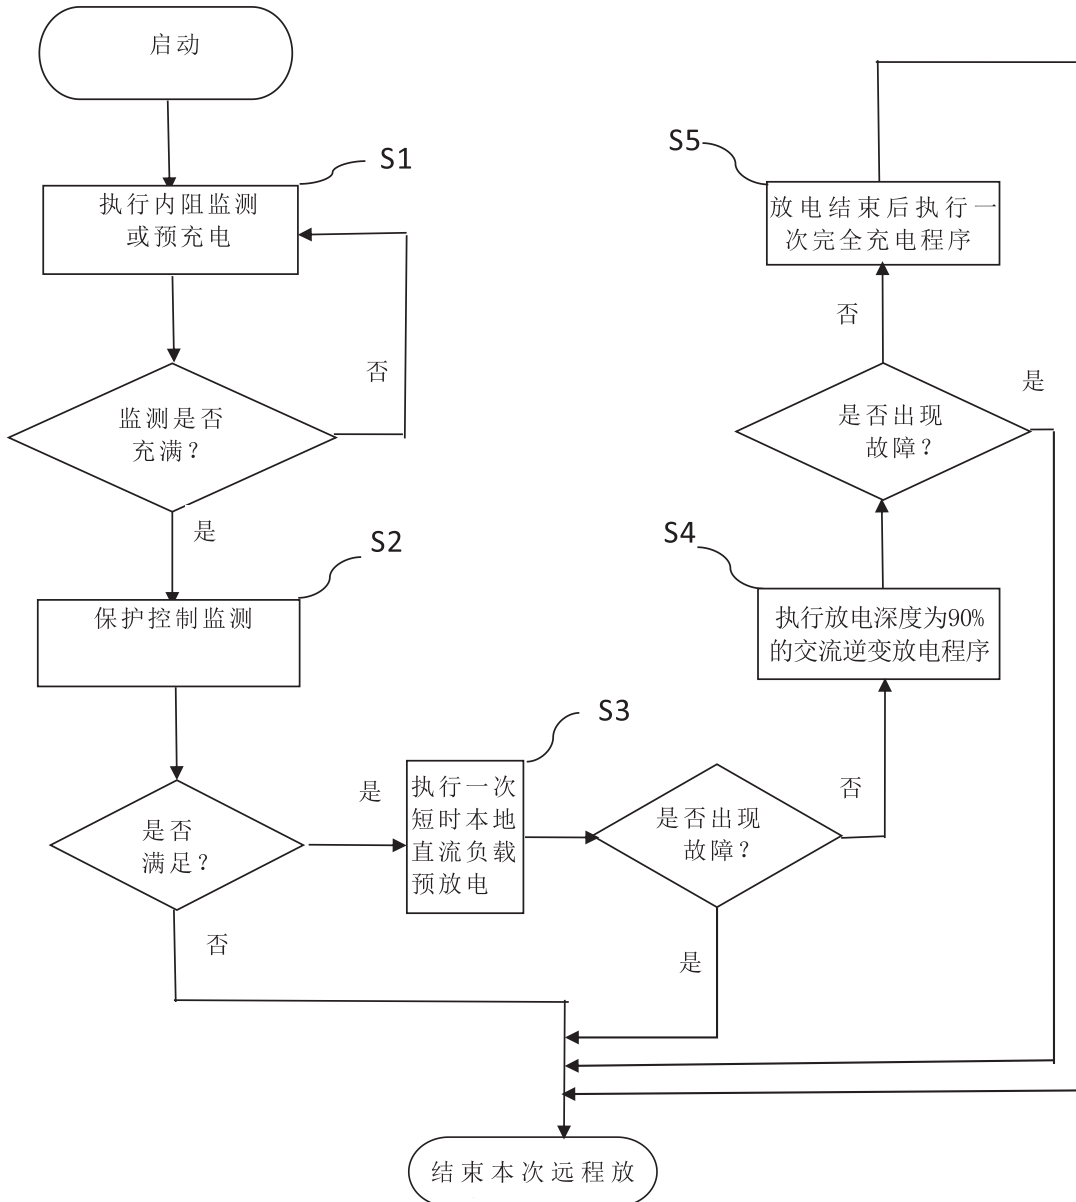 启动
S1
执行内阻监测
或预充电
否
监测是否
充满?
是
S2
保护控制监测
是否
满足?
是
否
S3
执行一次
短时本地
直流负载
预放电
是否出现
故障?
否
是
S4
执行放电深度为90%
的交流逆变放电程序
是否出现
故障?
否
是
S5
放电结束后执行一
次完全充电程序
结束本次远程放